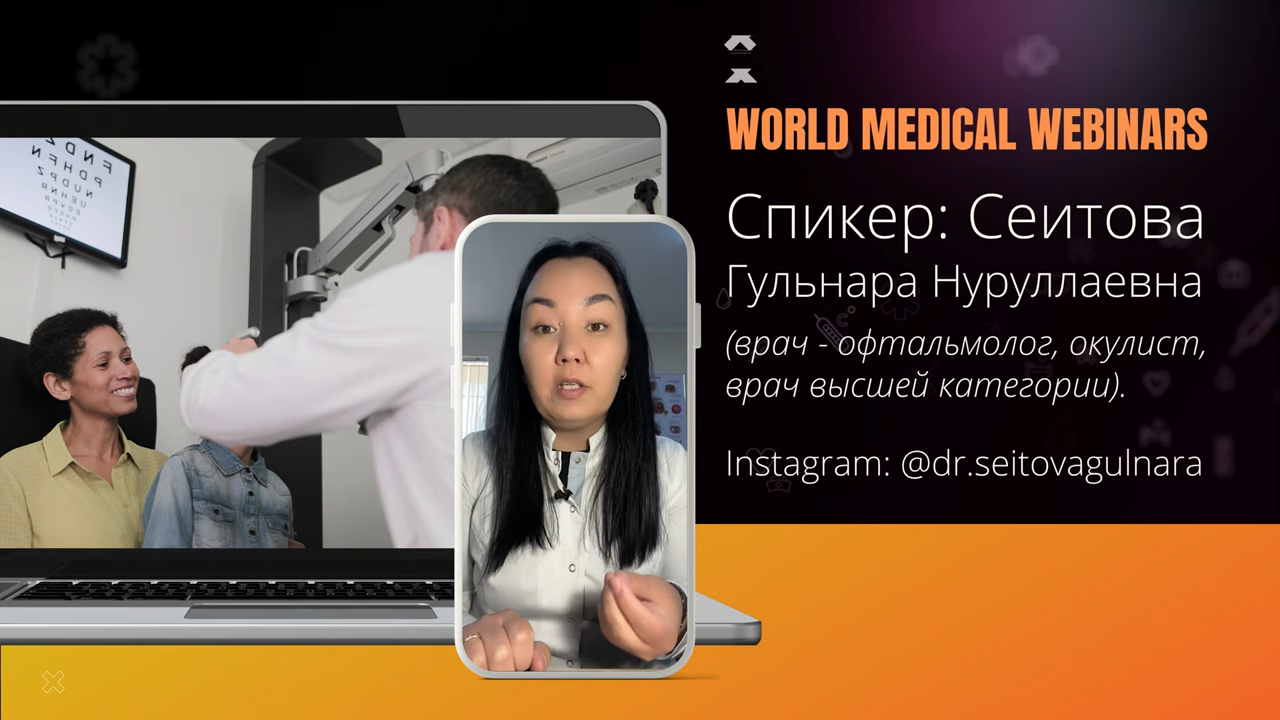 WORLD MEDICAL WEBINARS
Спикер: Сеитова
Гульнара Нуруллаевна
(врач - офтальмолог, окулист,
врач высшей категории).
Instagram: @dr.seitovagulnara